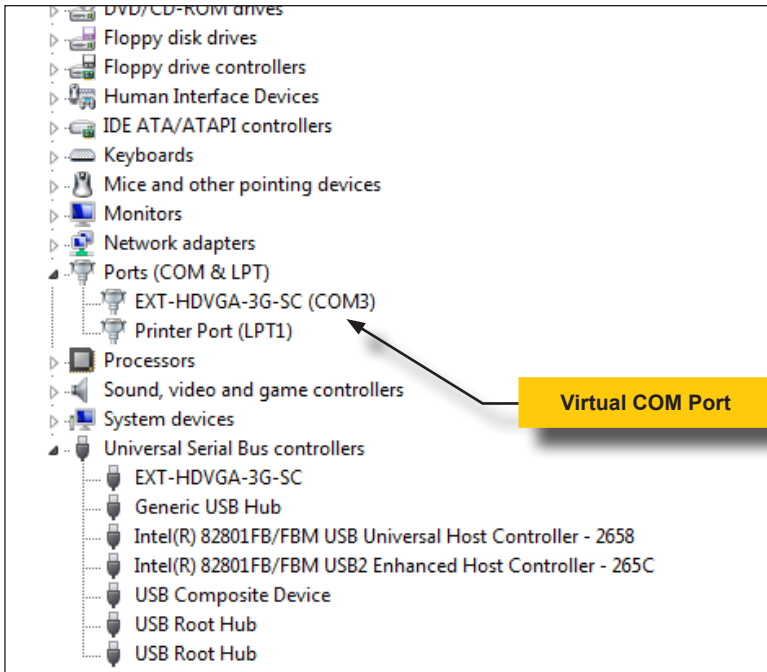 DVD/CD-ROM drives
Floppy disk drives
Floppy drive controllers
Human Interface Devices
IDE ATA/ATAPI controllers
Keyboards
Mice and other pointing devices
Monitors
Network adapters
Ports (COM & LPT)
EXT-HDVGA-3G-SC (COM3)
Printer Port (LPT1)
Processors
Sound, video and game controllers
Virtual COM Port
System devices
Universal Serial Bus controllers
EXT-HDVGA-3G-SC
Generic USB Hub
Intel(R) 82801FB/FBM USB Universal Host Controller - 2658
Intel(R) 82801FB/FBM USB2 Enhanced Host Controller - 265C
USB Composite Device
USB Root Hub
USB Root Hub